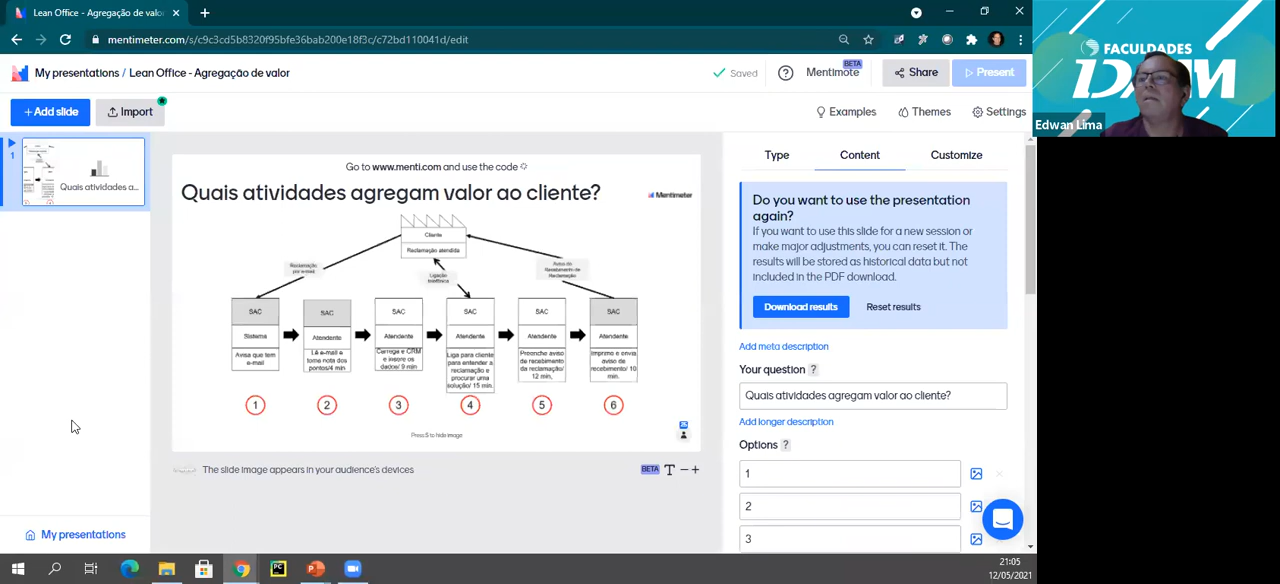 Lean Office - Agregação de valor
mentimeter.com/s/c9c3cd5b8320f95bfe36bab200e18f3c/c72bd110041d/edit
My presentations / Lean Office - Agregação de valor
Saved
Mentimote
BETA
Share
Present
+ Add slide
Import
Examples
Themes
Settings
1
Quais atividades a...
Go to www.menti.com and use the code
Quais atividades agregam valor ao cliente?
Mentimeter
Cliente
Reclamação atendida
Reclamação
por e-mail
Ligação
telefônica
Aviso do
Recebimento de
Reclamação
SAC
SAC
SAC
SAC
SAC
SAC
Sistema
Atendente
Atendente
Atendente
Atendente
Atendente
Avisa que tem
e-mail
Lê e-mail e
toma nota dos
pontos/4 min
Carrega e CRM
e insere os
dados/ 9 min
Liga para cliente
para entender a
reclamação e
procurar uma
solução/ 15 min.
Preenche aviso
de recebimento
da reclamação/
12 min,
Imprime e envia
aviso de
recebimento/ 10
min.
1
2
3
4
5
6
Press S to hide image
The slide image appears in your audience's devices
BETA T − +
My presentations
Type
Content
Customize
Do you want to use the presentation
again?
If you want to use this slide for a new session
or make major adjustments, you can reset it. The
results will be stored as historical data but not
included in the PDF download.
Download results
Reset results
Add meta description
Your question ?
Quais atividades agregam valor ao cliente?
Add longer description
Options ?
1
2
3
FACULDADES
Edwan Lima
21:05
12/05/2021